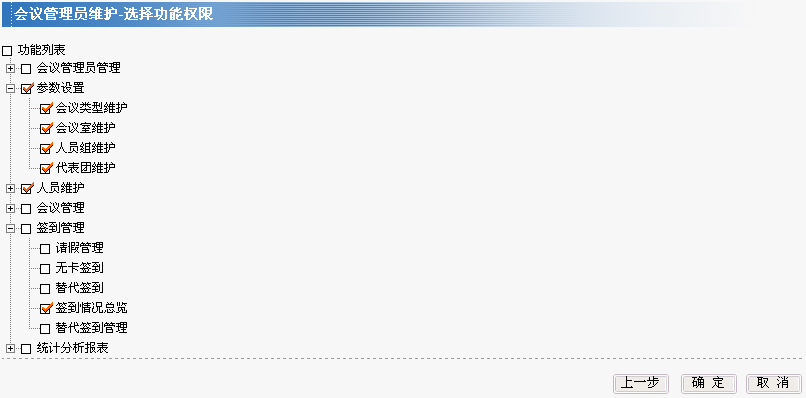 会议管理员维护-选择功能权限
功能列表
会议管理员管理
参数设置
会议类型维护
会议室维护
人员组维护
代表团维护
人员维护
会议管理
签到管理
请假管理
无卡签到
替代签到
签到情况总览
替代签到管理
统计分析报表
上一步 确 定 取 消